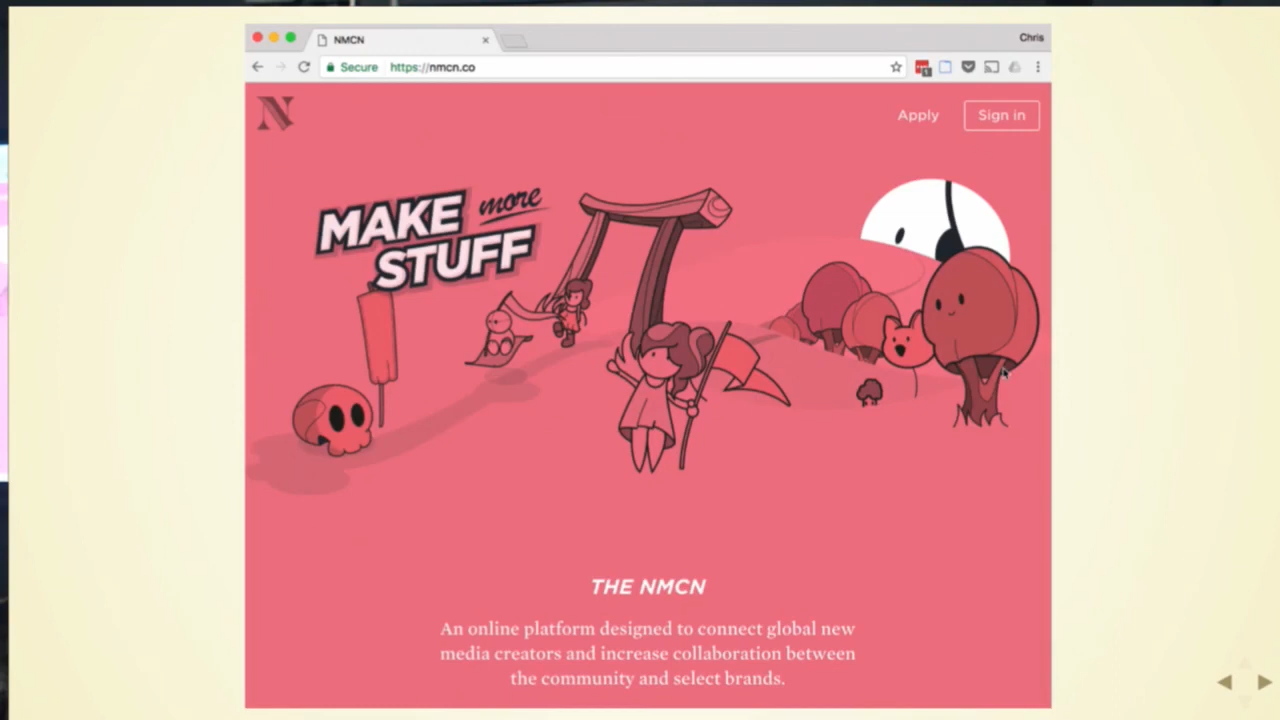 NMCN
Chris
Secure https://nmcn.co
1
N
Apply
Sign in
MAKE more
STUFF
THE NMCN
An online platform designed to connect global new
media creators and increase collaboration between
the community and select brands.